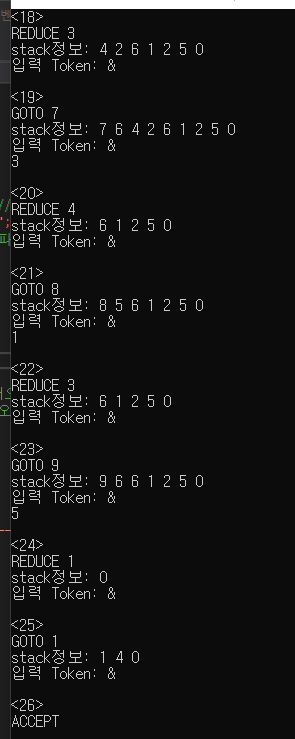 <18>
REDUCE 3
stack정보: 4 2 6 1 2 5 0
입력 Token: &
<19>
GOTO 7
stack정보: 7 6 4 2 6 1 2 5 0
입력 Token: &
3
<20>
REDUCE 4
stack정보: 6 1 2 5 0
입력 Token: &
<21>
GOTO 8
stack정보: 8 5 6 1 2 5 0
입력 Token: &
1
<22>
REDUCE 3
stack정보: 6 1 2 5 0
입력 Token: &
<23>
GOTO 9
stack정보: 9 6 6 1 2 5 0
입력 Token: &
5
<24>
REDUCE 1
stack정보: 0
입력 Token: &
<25>
GOTO 1
stack정보: 1 4 0
입력 Token: &
<26>
ACCEPT